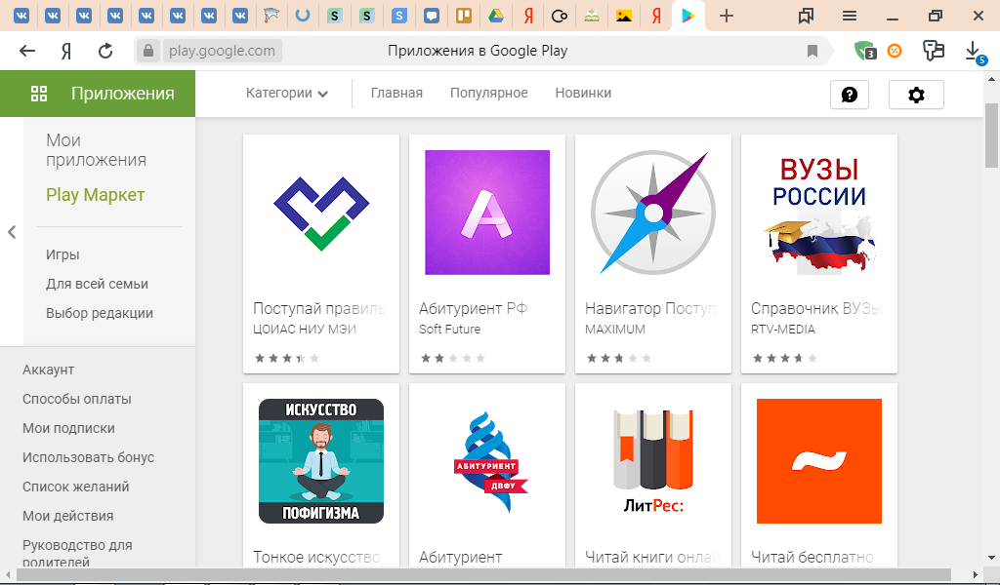 play.google.com
Приложения в Google Play
3
5
Приложения
Категории
Главная
Популярное
Новинки
Мои
приложения
Play Маркет
Игры
Для всей семьи
Выбор редакции
Аккаунт
Способы оплаты
Мои подписки
Использовать бонус
Список желаний
Мои действия
Руководство для
родителей
Поступай правиль
ЦОИАС НИУ МЭИ
A
Абитуриент РФ
Soft Future
Навигатор Поступ
MAXIMUM
ВУЗЫ
РОССИИ
Справочник ВУЗы
RTV-MEDIA
ИСКУССТВО
ПОФИГИЗМА
Тонкое искусство
АБИТУРИЕНТ
ДВФУ
Абитуриент
ЛитРес:
Читай книги онлай
Читай бесплатно